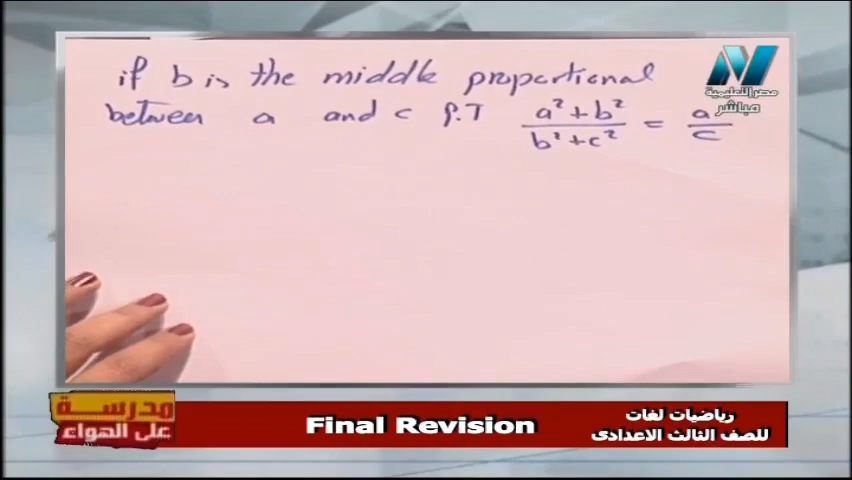 if b is the middle proportional
between a and c P.T (a² + b²)/(b² + c²) = a/c
مصر التعليمية
مباشر
مدرسة
على الهواء
Final Revision
رياضيات لغات
للصف الثالث الاعدادى